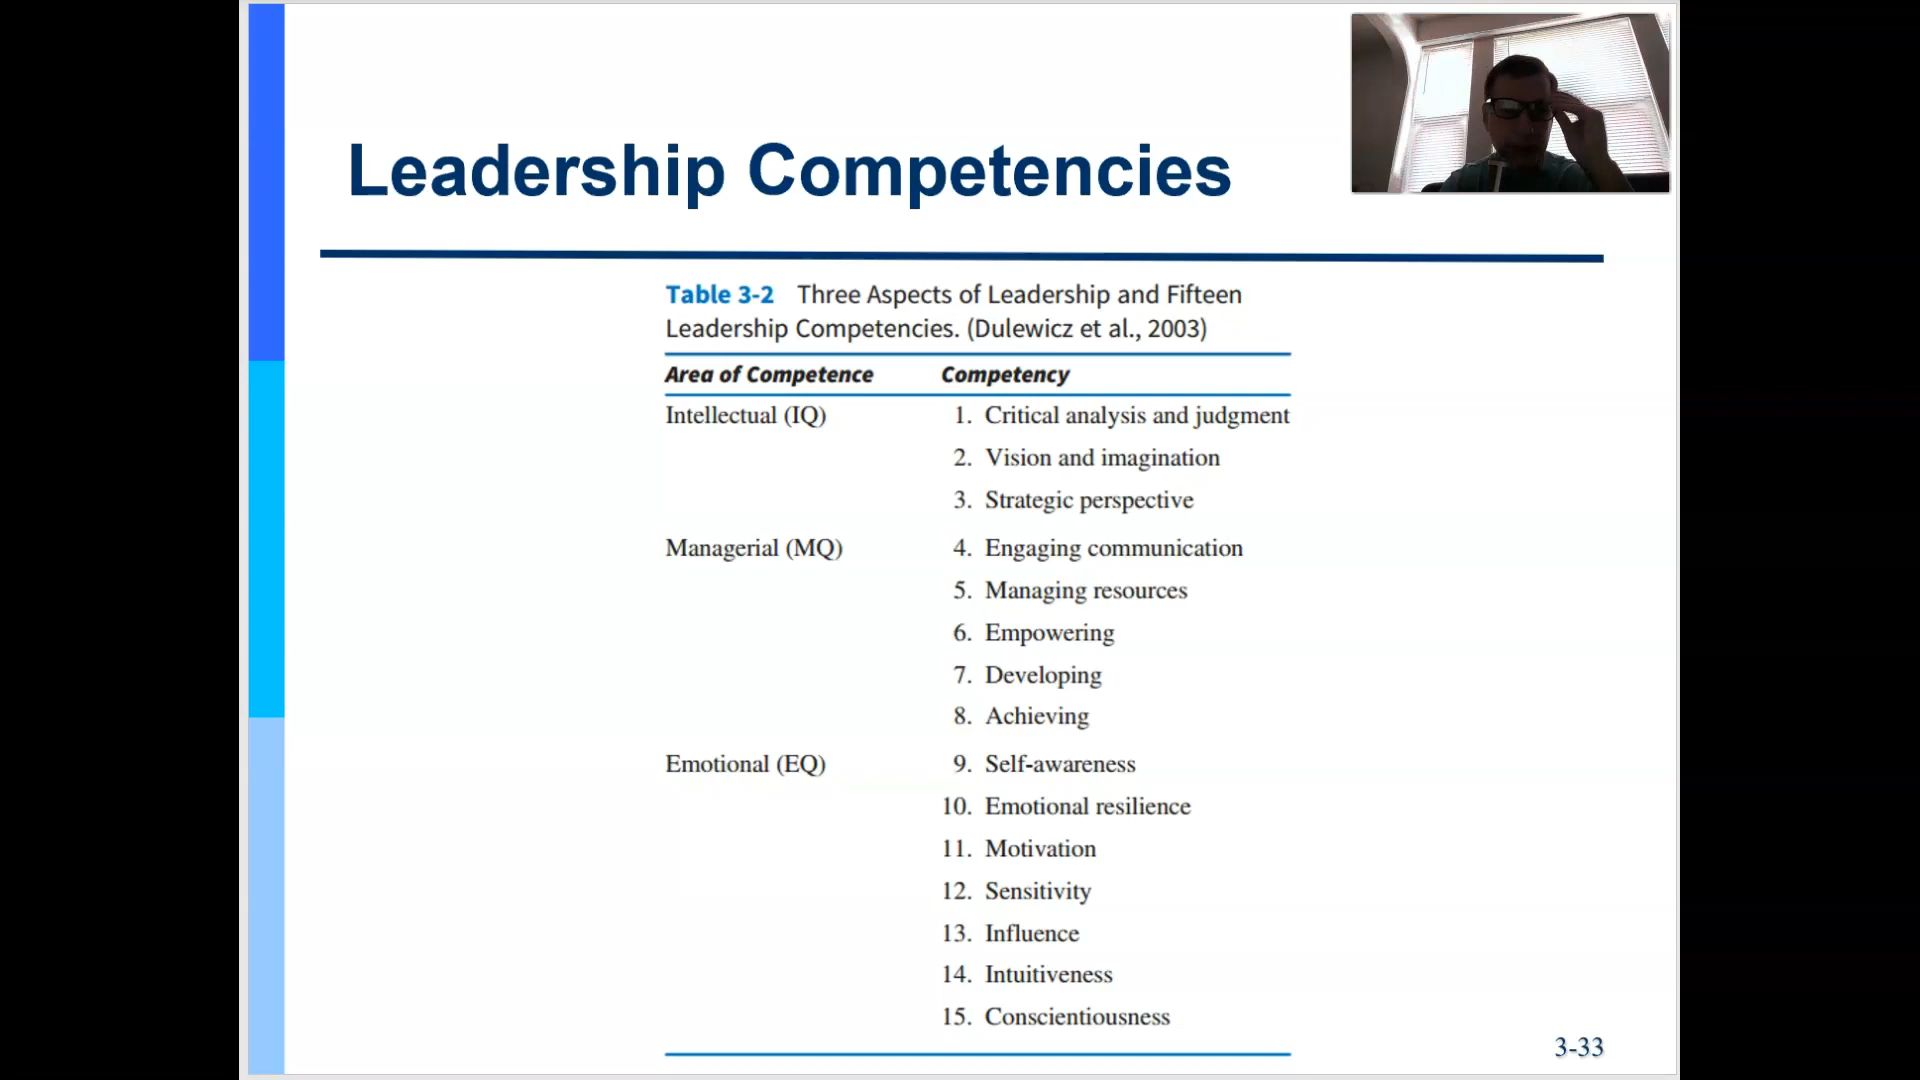 Leadership Competencies
Table 3-2 Three Aspects of Leadership and Fifteen
Leadership Competencies. (Dulewicz et al., 2003)
Area of Competence Competency
Intellectual (IQ) 1. Critical analysis and judgment
2. Vision and imagination
3. Strategic perspective
Managerial (MQ) 4. Engaging communication
5. Managing resources
6. Empowering
7. Developing
8. Achieving
Emotional (EQ) 9. Self-awareness
10. Emotional resilience
11. Motivation
12. Sensitivity
13. Influence
14. Intuitiveness
15. Conscientiousness
3-33